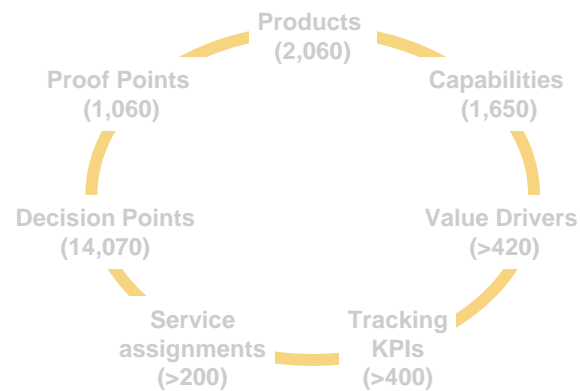 Products
(2,060)
Capabilities
(1,650)
Value Drivers
(>420)
Tracking
KPIs
(>400)
Service
assignments
(>200)
Decision Points
(14,070)
Proof Points
(1,060)